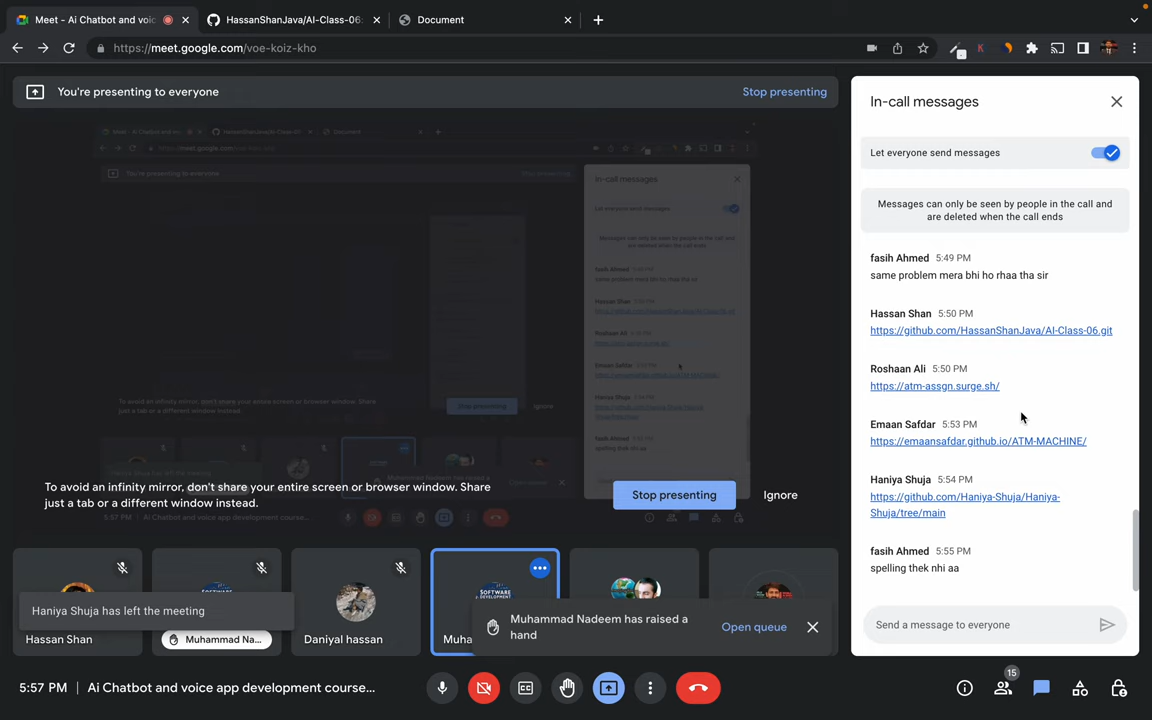 Meet - Ai Chatbot and voic
HassanShanJava/AI-Class-06:
Document
https://meet.google.com/voe-koiz-kho
You're presenting to everyone
Stop presenting
In-call messages
Let everyone send messages
Messages can only be seen by people in the call and
are deleted when the call ends
fasih Ahmed 5:49 PM
same problem mera bhi ho rhaa tha sir
Hassan Shan 5:50 PM
https://github.com/HassanShanJava/AI-Class-06.git
Roshaan Ali 5:50 PM
https://atm-assgn.surge.sh/
Emaan Safdar 5:53 PM
https://emaansafdar.github.io/ATM-MACHINE/
Haniya Shuja 5:54 PM
https://github.com/Haniya-Shuja/Haniya-
Shuja/tree/main
fasih Ahmed 5:55 PM
spelling thek nhi aa
Send a message to everyone
To avoid an infinity mirror, don't share your entire screen or browser window. Share
just a tab or a different window instead.
Stop presenting
Ignore
Haniya Shuja has left the meeting
Hassan Shan
Muhammad Na...
Daniyal hassan
SOFTWARE
Muha
Muhammad Nadeem has raised a
hand
Open queue
5:57 PM | Ai Chatbot and voice app development course...
15